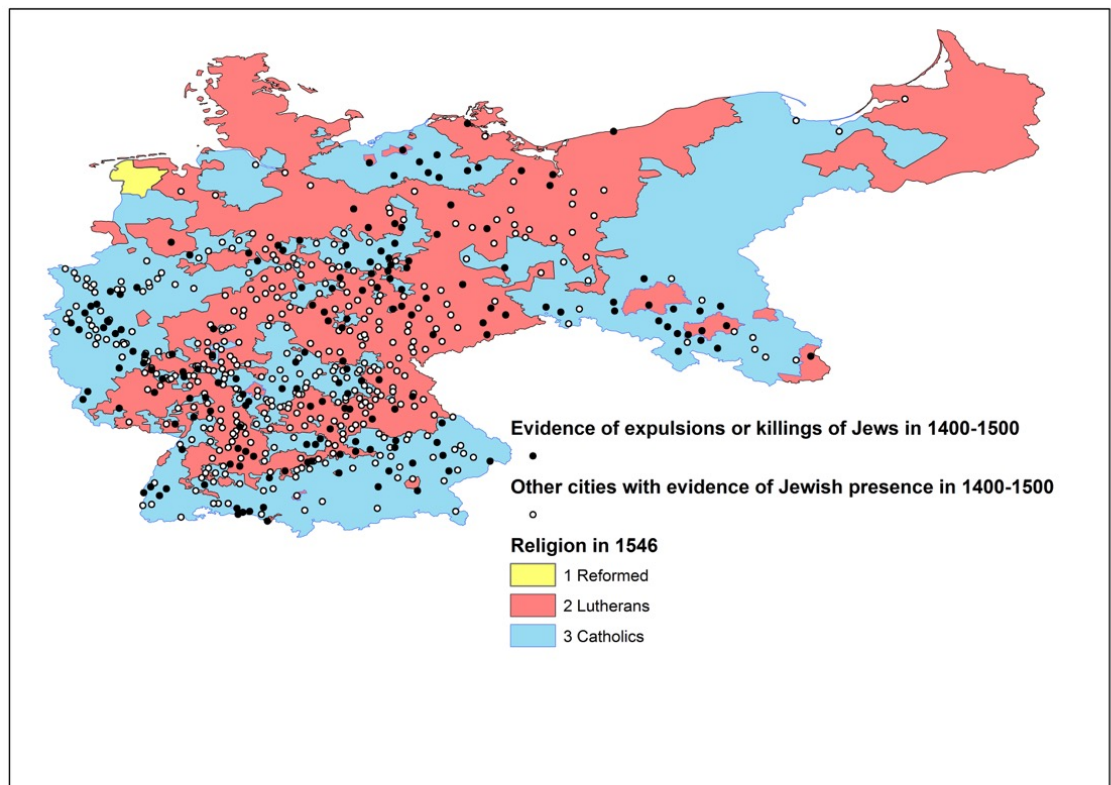 Evidence of expulsions or killings of Jews in 1400-1500
Other cities with evidence of Jewish presence in 1400-1500
Religion in 1546
1 Reformed
2 Lutherans
3 Catholics